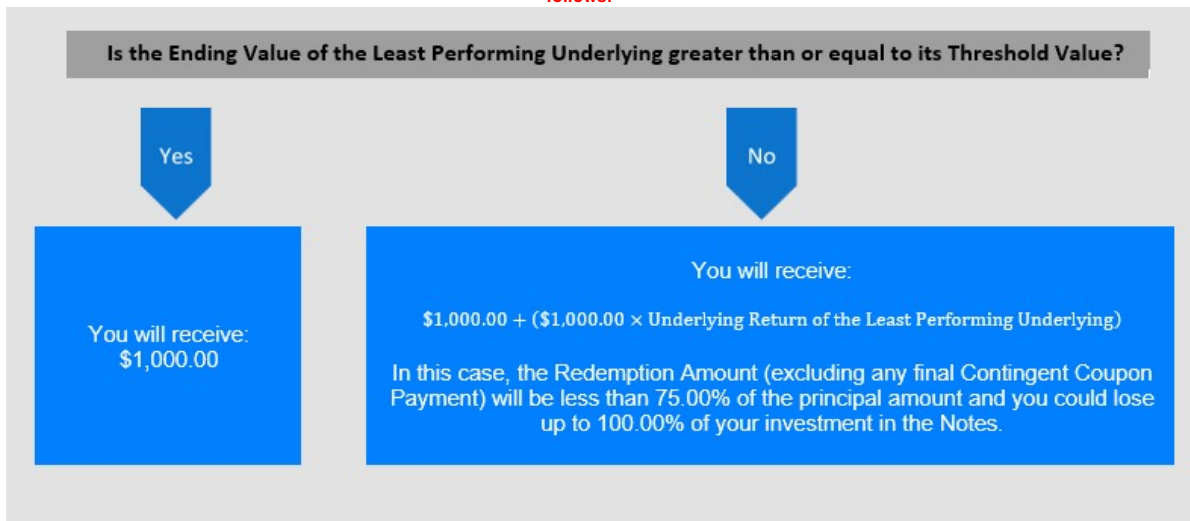 follows:
Is the Ending Value of the Least Performing Underlying greater than or equal to its Threshold Value?
Yes
No
You will receive:
$1,000.00
You will receive:
$1,000.00 + ($1,000.00 × Underlying Return of the Least Performing Underlying)
In this case, the Redemption Amount (excluding any final Contingent Coupon
Payment) will be less than 75.00% of the principal amount and you could lose
up to 100.00% of your investment in the Notes.